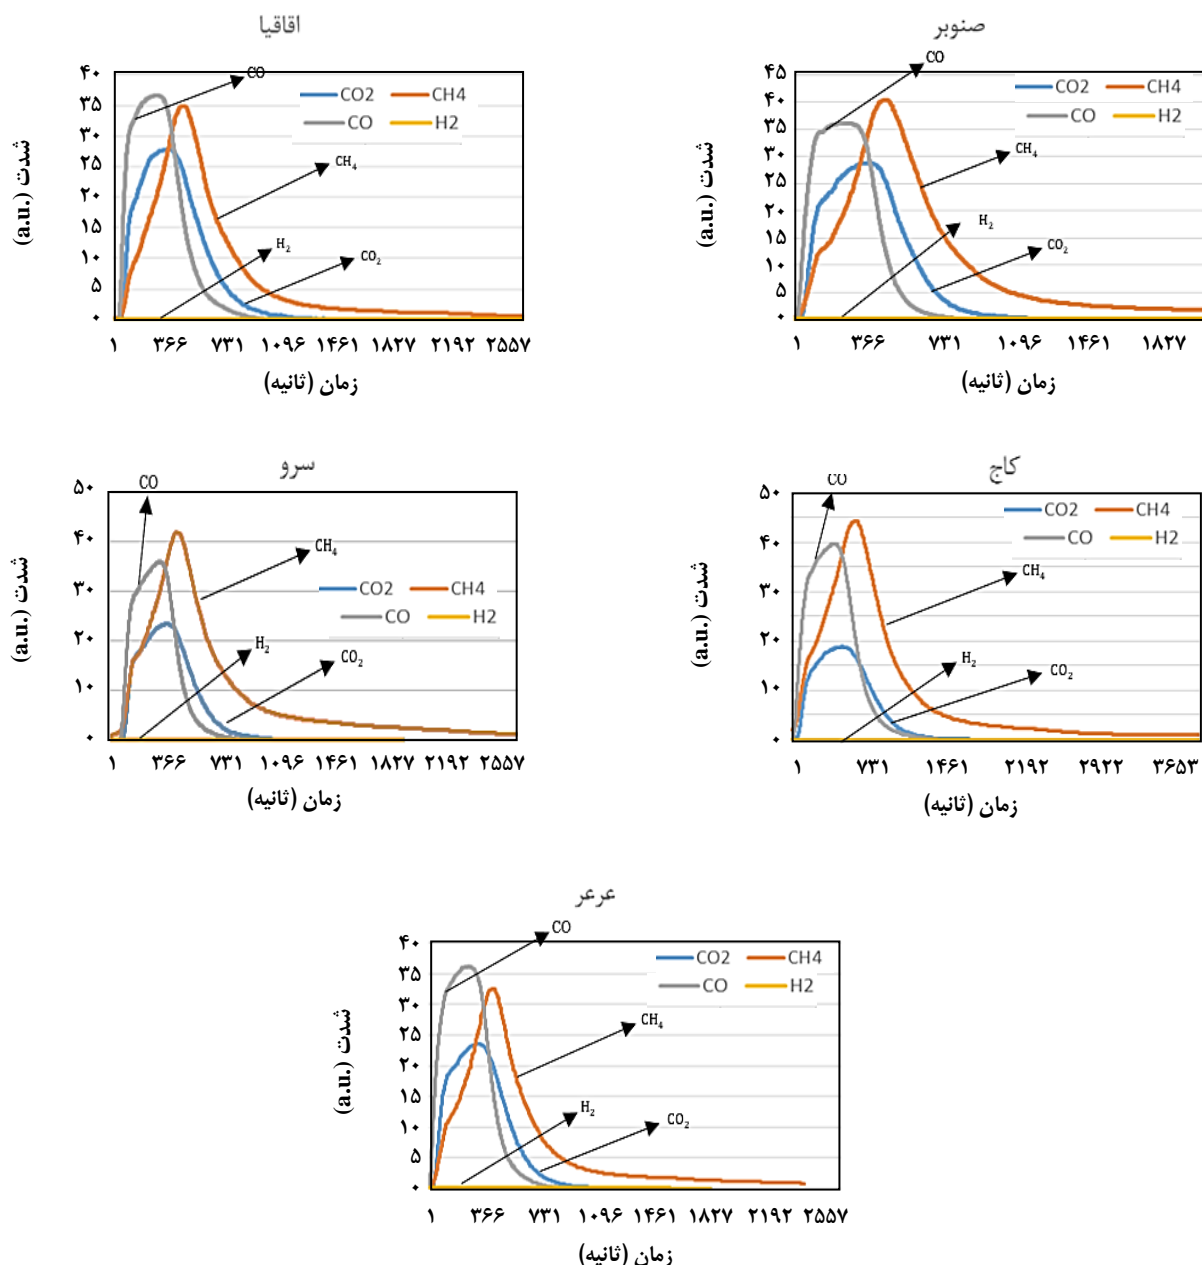 اقاقیا
۴۰
۳۵
۳۰
۲۵
۲۰
۱۵
۱۰
۵
۰
شدت (a.u.)
CO
CO2 CH4
CO H2
CH₄
H₂
CO₂
۱ ۳۶۶ ۷۳۱ ۱۰۹۶ ۱۴۶۱ ۱۸۲۷ ۲۱۹۲ ۲۵۵۷
زمان (ثانیه)
صنوبر
۴۵
۴۰
۳۵
۳۰
۲۵
۲۰
۱۵
۱۰
۵
۰
شدت (a.u.)
CO
CO2 CH4
CO H2
CH₄
H₂
CO₂
۱ ۳۶۶ ۷۳۱ ۱۰۹۶ ۱۴۶۱ ۱۸۲۷
زمان (ثانیه)
سرو
۵۰
۴۰
۳۰
۲۰
۱۰
۰
شدت (a.u.)
CO
CH₄
CO2 CH4
CO H2
H₂
CO₂
۱ ۳۶۶ ۷۳۱ ۱۰۹۶ ۱۴۶۱ ۱۸۲۷ ۲۱۹۲ ۲۵۵۷
زمان (ثانیه)
کاج
۵۰
۴۰
۳۰
۲۰
۱۰
۰
شدت (a.u.)
CO
CO2 CH4
CO H2
CH₄
H₂
CO₂
۱ ۷۳۱ ۱۴۶۱ ۲۱۹۲ ۲۹۲۲ ۳۶۵۳
زمان (ثانیه)
عرعر
۴۰
۳۵
۳۰
۲۵
۲۰
۱۵
۱۰
۵
۰
شدت (a.u.)
CO
CO2 CH4
CO H2
CH₄
H₂
CO₂
۱ ۳۶۶ ۷۳۱ ۱۰۹۶ ۱۴۶۱ ۱۸۲۷ ۲۱۹۲ ۲۵۵۷
زمان (ثانیه)